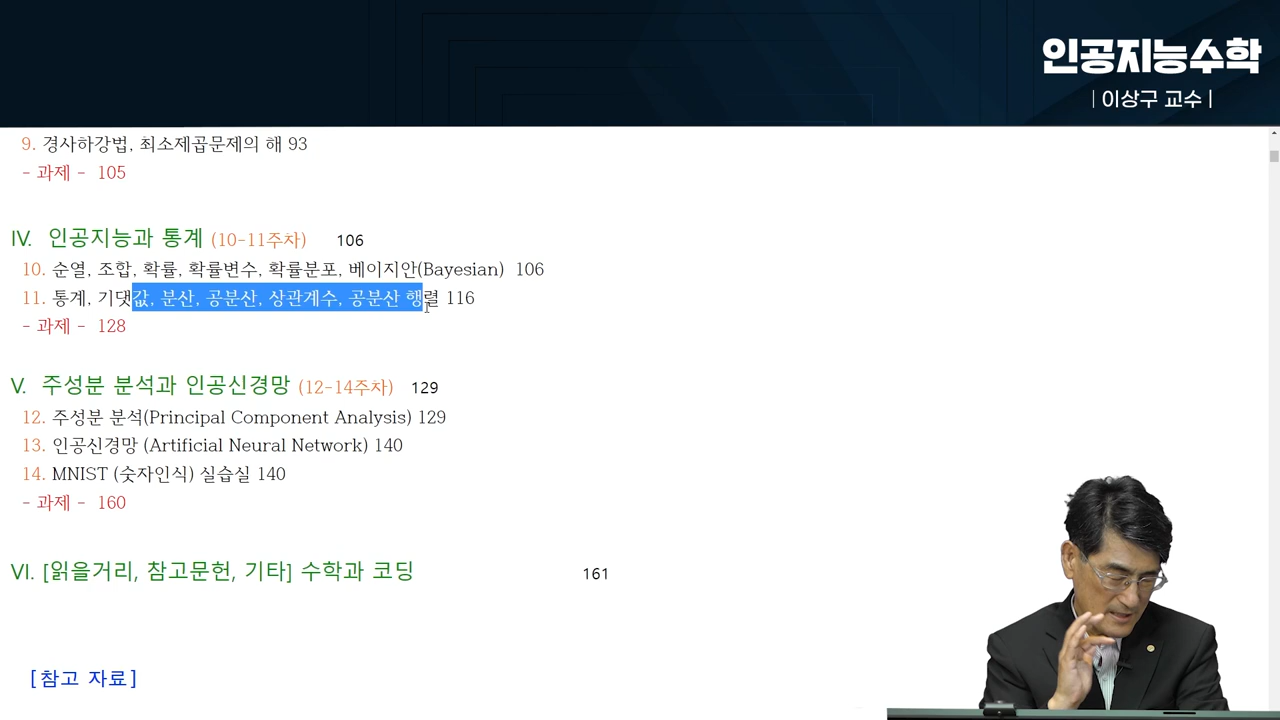 인공지능수학
| 이상구 교수 |
9. 경사하강법, 최소제곱문제의 해 93
- 과제 - 105
IV. 인공지능과 통계 (10-11주차) 106
10. 순열, 조합, 확률, 확률변수, 확률분포, 베이지안(Bayesian) 106
11. 통계, 기댓값, 분산, 공분산, 상관계수, 공분산 행렬 116
- 과제 - 128
V. 주성분 분석과 인공신경망 (12-14주차) 129
12. 주성분 분석(Principal Component Analysis) 129
13. 인공신경망 (Artificial Neural Network) 140
14. MNIST (숫자인식) 실습실 140
- 과제 - 160
VI. [읽을거리, 참고문헌, 기타] 수학과 코딩 161
[참고 자료]